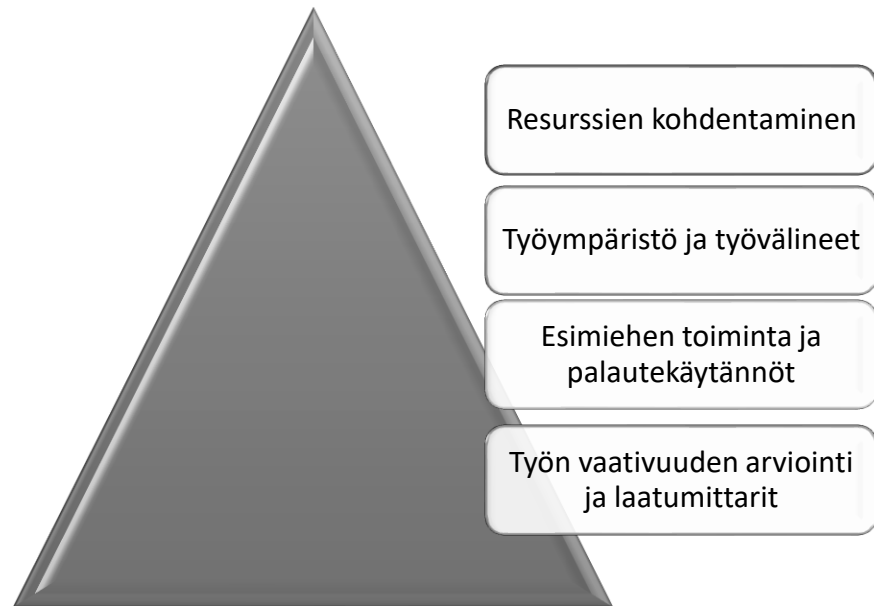 Resurssien kohdentaminen
Työympäristö ja työvälineet
Esimiehen toiminta ja
palautekäytännöt
Työn vaativuuden arviointi
ja laatumittarit